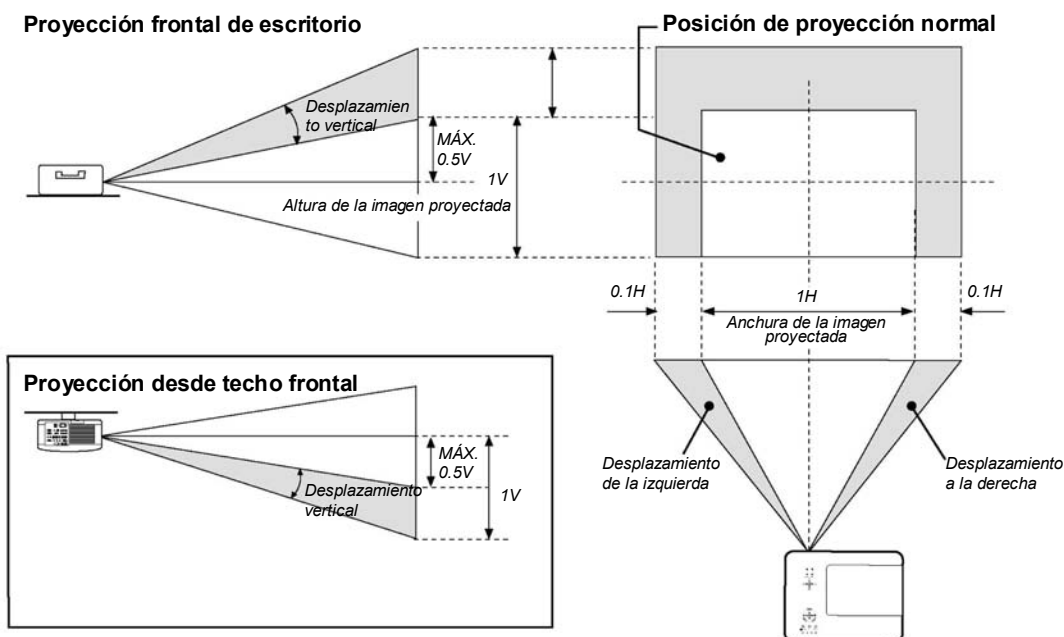 Proyección frontal de escritorio
Posición de proyección normal
Desplazamien
to vertical
MÁX.
0.5V
1V
Altura de la imagen proyectada
0.1H
1H
0.1H
Anchura de la imagen
proyectada
Proyección desde techo frontal
MÁX.
0.5V
Desplazamiento
vertical
1V
Desplazamiento
de la izquierda
Desplazamiento
a la derecha